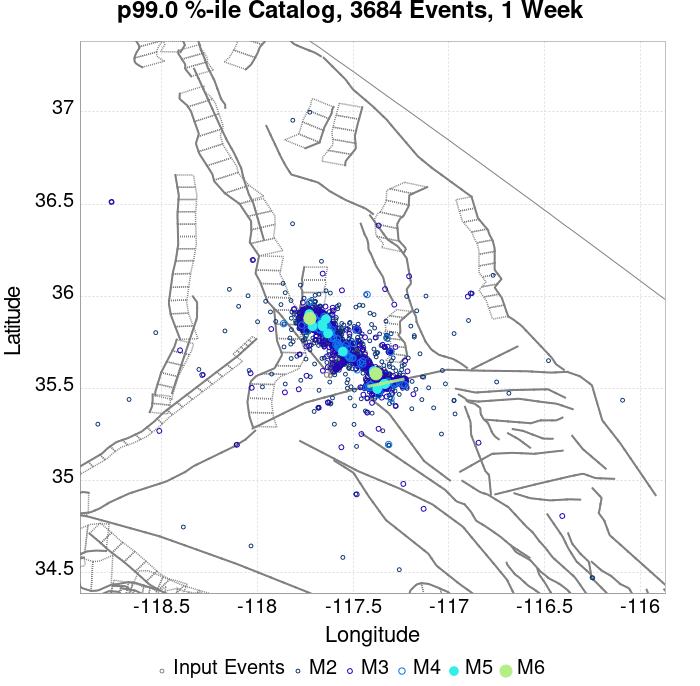 p99.0 %-ile Catalog, 3684 Events, 1 Week
37
36.5
36
35.5
35
34.5
Latitude
-118.5 -118 -117.5 -117 -116.5 -116
Longitude
Input Events M2 M3 M4 M5 M6